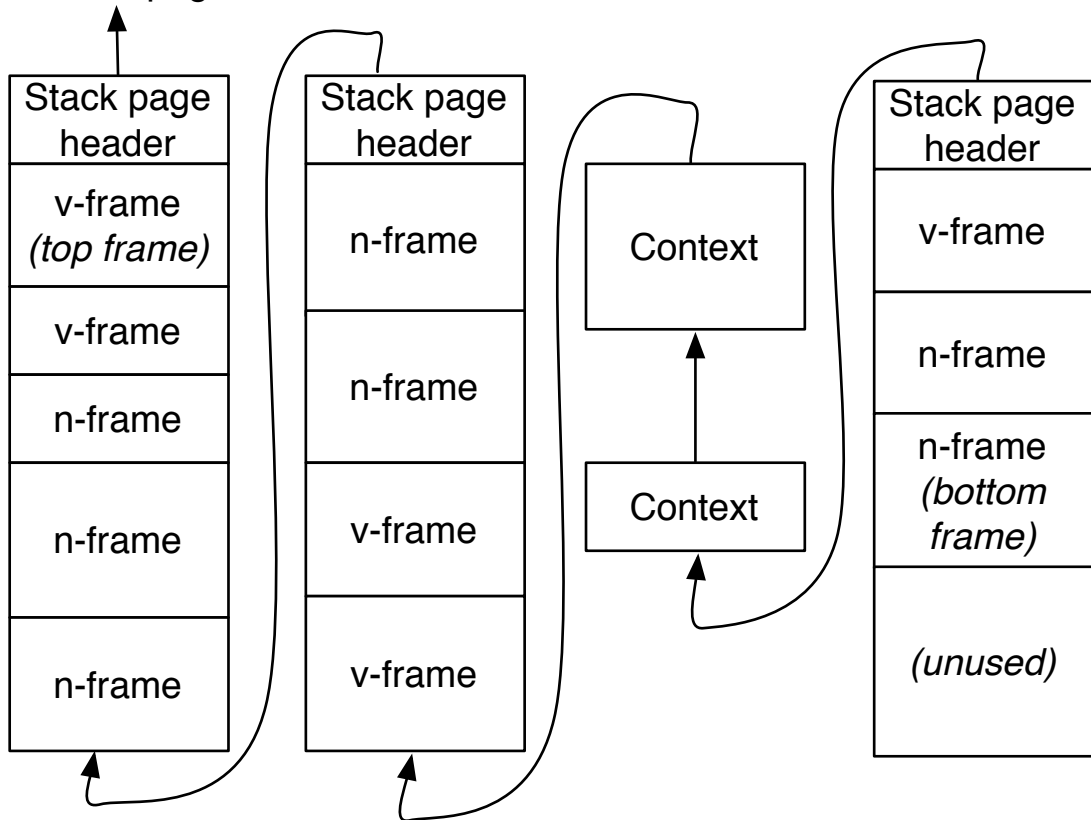 Stack page
header
v-frame
(top frame)
v-frame
n-frame
n-frame
n-frame
Stack page
header
n-frame
n-frame
v-frame
v-frame
Context
Context
Stack page
header
v-frame
n-frame
n-frame
(bottom
frame)
(unused)